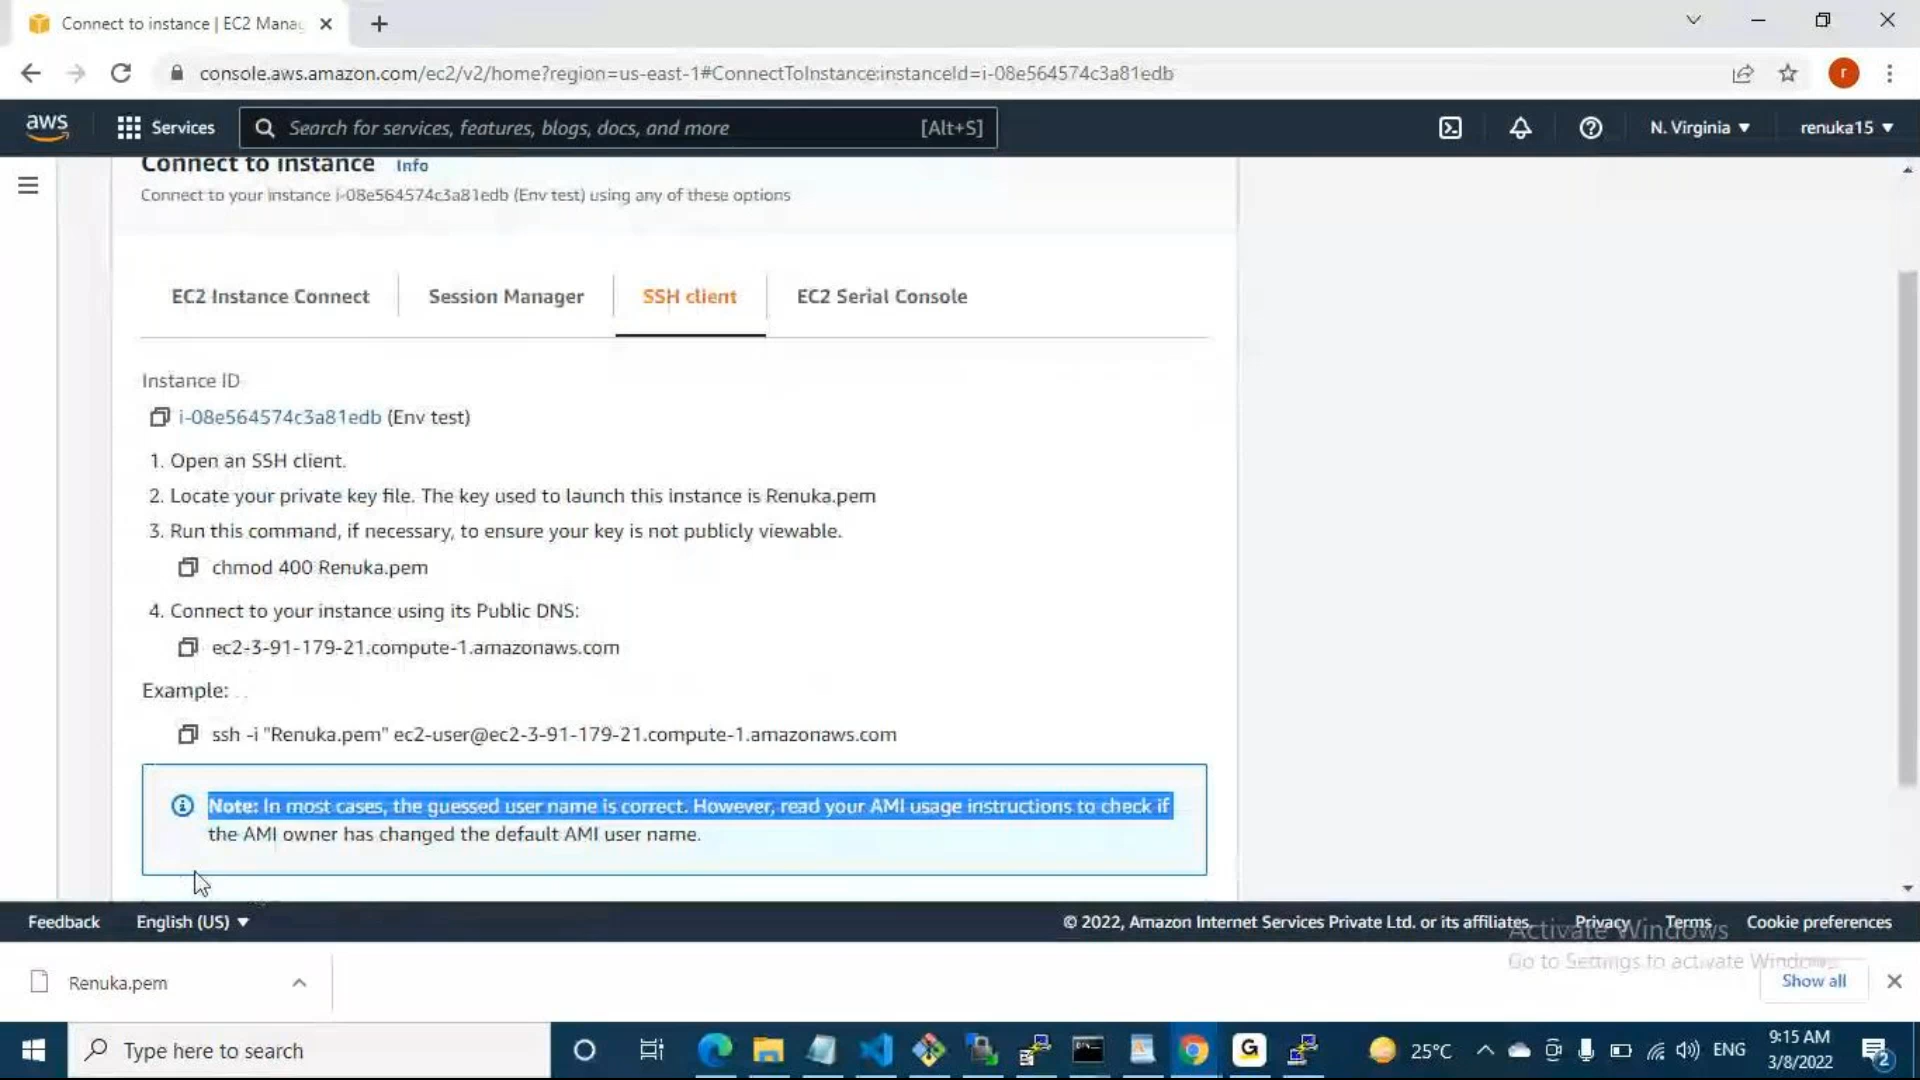 Connect to instance | EC2 Mana
console.aws.amazon.com/ec2/v2/home?region=us-east-1#ConnectToInstance:instanceId=i-08e564574c3a81edb
r
aws
Services
Search for services, features, blogs, docs, and more
[Alt+S]
N. Virginia
renuka15
Connect to instance Info
Connect to your instance i-08e564574c3a81edb (Env test) using any of these options
EC2 Instance Connect
Session Manager
SSH client
EC2 Serial Console
Instance ID
i-08e564574c3a81edb (Env test)
1. Open an SSH client.
2. Locate your private key file. The key used to launch this instance is Renuka.pem
3. Run this command, if necessary, to ensure your key is not publicly viewable.
chmod 400 Renuka.pem
4. Connect to your instance using its Public DNS:
ec2-3-91-179-21.compute-1.amazonaws.com
Example:
ssh -i "Renuka.pem" ec2-user@ec2-3-91-179-21.compute-1.amazonaws.com
Note: In most cases, the guessed user name is correct. However, read your AMI usage instructions to check if
the AMI owner has changed the default AMI user name.
Feedback
English (US)
© 2022, Amazon Internet Services Private Ltd. or its affiliates.
Privacy
Terms
Cookie preferences
Activate Windows
Go to Settings to activate Windows.
Renuka.pem
Show all
Type here to search
G
25°C
ENG
9:15 AM
3/8/2022
2